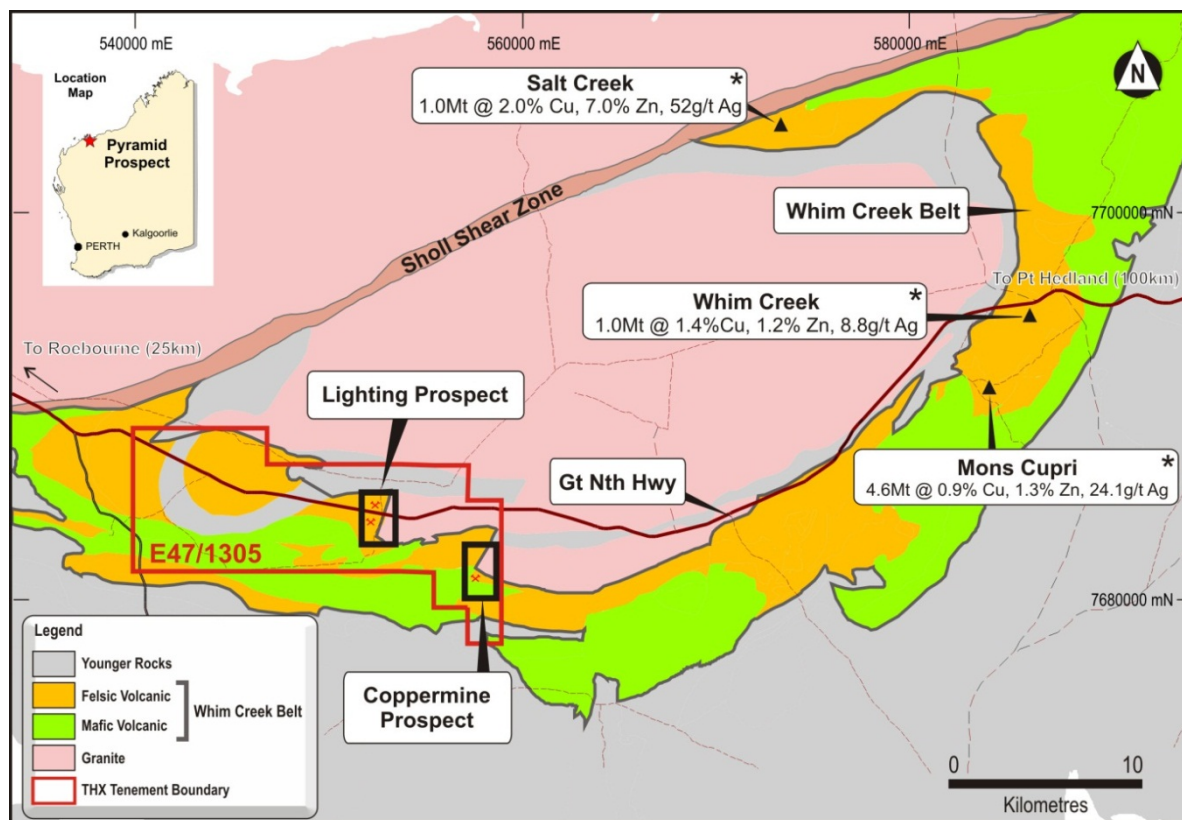 540000 mE
560000 mE
580000 mE
Location
Map
Pyramid
Prospect
Kalgoorlie
PERTH
N
Salt Creek *
1.0Mt @ 2.0% Cu, 7.0% Zn, 52g/t Ag
Sholl Shear Zone
Whim Creek Belt
7700000 mN
To Pt Hedland (100km)
Whim Creek *
1.0Mt @ 1.4%Cu, 1.2% Zn, 8.8g/t Ag
To Roebourne (25km)
Lighting Prospect
Mons Cupri *
4.6Mt @ 0.9% Cu, 1.3% Zn, 24.1g/t Ag
Gt Nth Hwy
E47/1305
7680000 mN
Coppermine
Prospect
Legend
Younger Rocks
Felsic Volcanic
Mafic Volcanic
Whim Creek Belt
Granite
THX Tenement Boundary
0 10
Kilometres